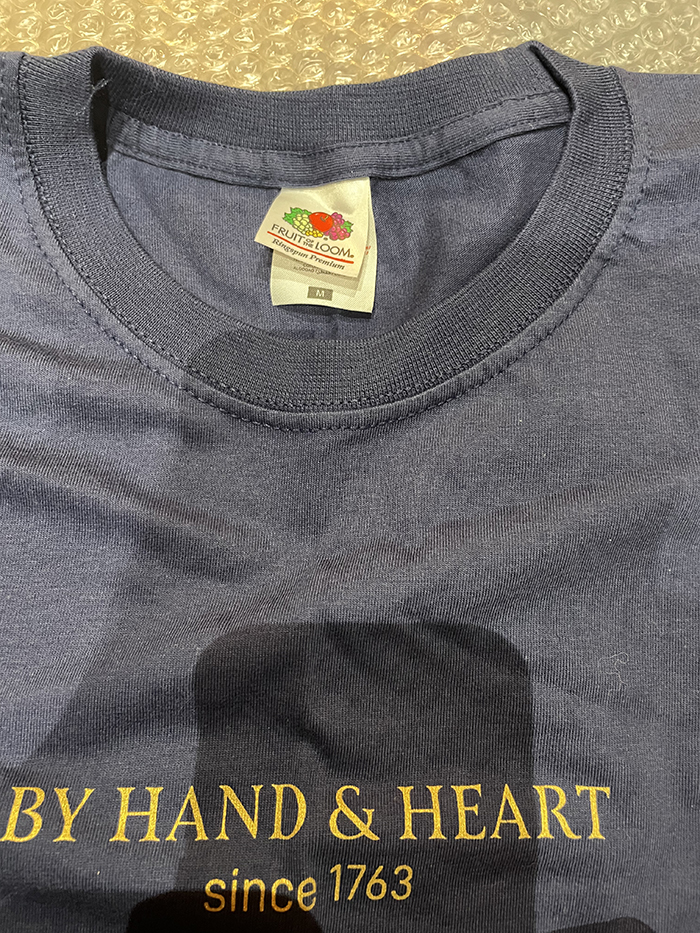 FRUIT OF THE LOOM®
Ringspun Premium
M
BY HAND & HEART
since 1763